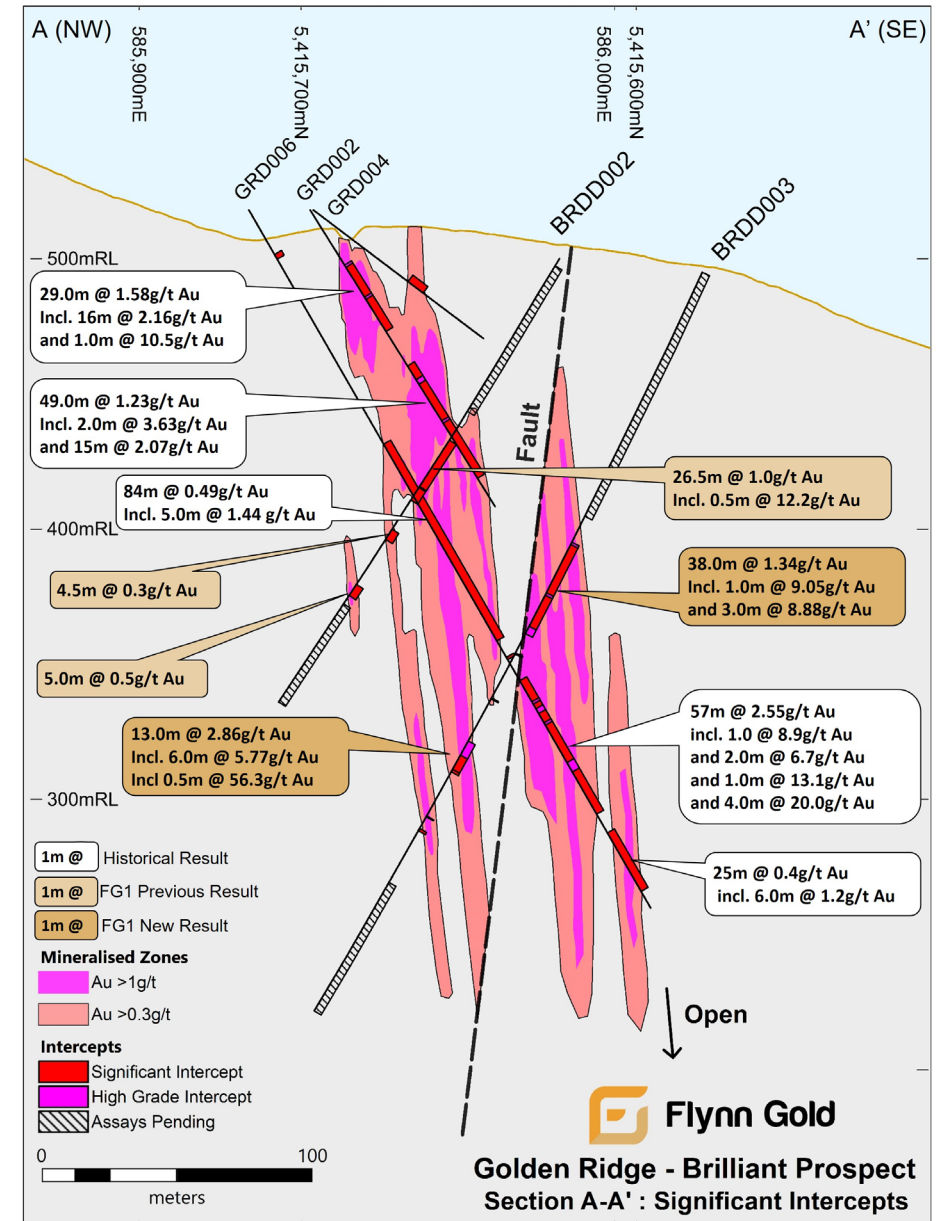 A (NW)
A' (SE)
585,900mE
5,415,700mN
586,000mE
5,415,600mN
GRD006
GRD002
GRD004
BRDD002
BRDD003
500mRL
29.0m @ 1.58g/t Au
Incl. 16m @ 2.16g/t Au
and 1.0m @ 10.5g/t Au
49.0m @ 1.23g/t Au
Incl. 2.0m @ 3.63g/t Au
and 15m @ 2.07g/t Au
Fault
26.5m @ 1.0g/t Au
Incl. 0.5m @ 12.2g/t Au
84m @ 0.49g/t Au
Incl. 5.0m @ 1.44 g/t Au
400mRL
38.0m @ 1.34g/t Au
Incl. 1.0m @ 9.05g/t Au
and 3.0m @ 8.88g/t Au
4.5m @ 0.3g/t Au
5.0m @ 0.5g/t Au
13.0m @ 2.86g/t Au
Incl. 6.0m @ 5.77g/t Au
Incl 0.5m @ 56.3g/t Au
57m @ 2.55g/t Au
incl. 1.0 @ 8.9g/t Au
and 2.0m @ 6.7g/t Au
and 1.0m @ 13.1g/t Au
and 4.0m @ 20.0g/t Au
300mRL
25m @ 0.4g/t Au
incl. 6.0m @ 1.2g/t Au
1m @ Historical Result
1m @ FG1 Previous Result
1m @ FG1 New Result
Mineralised Zones
Au >1g/t
Au >0.3g/t
Intercepts
Significant Intercept
High Grade Intercept
Assays Pending
Open
0 100
meters
Flynn Gold
Golden Ridge - Brilliant Prospect
Section A-A' : Significant Intercepts